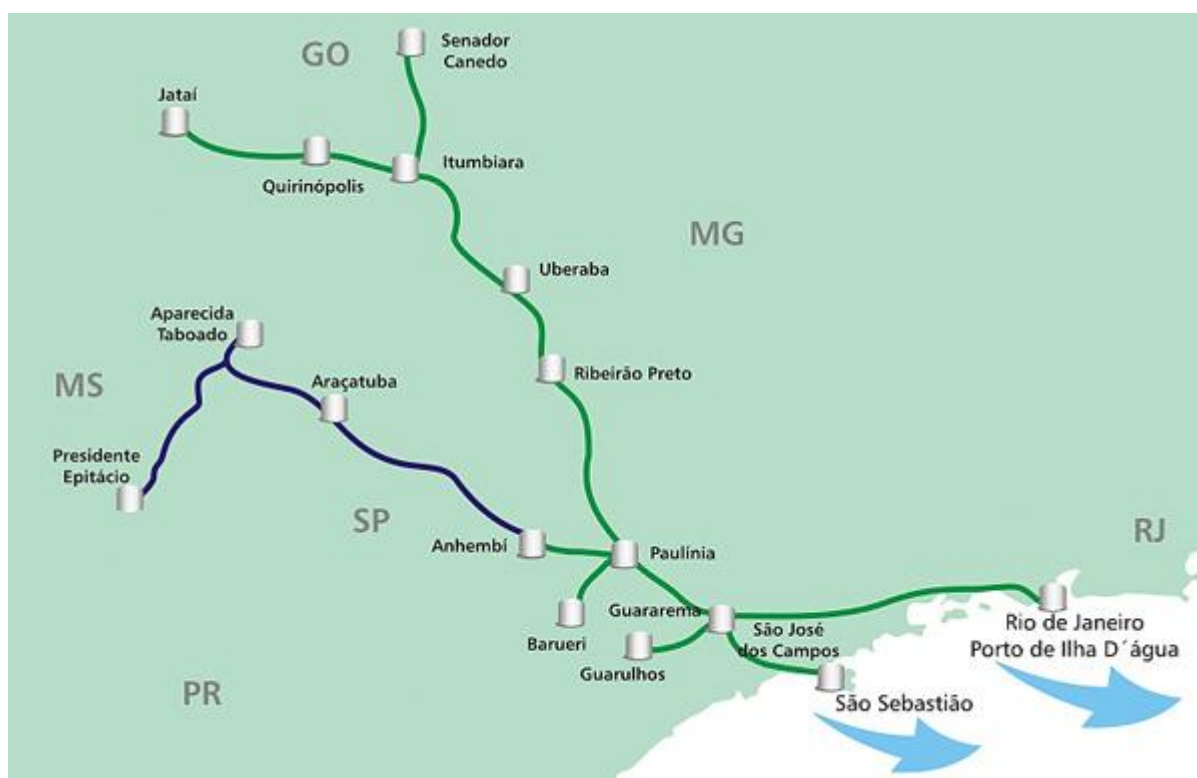 GO
Senador
Canedo
Jataí
Itumbiara
Quirinópolis
MG
Uberaba
Aparecida
Taboado
Ribeirão Preto
MS
Araçatuba
Presidente
Epitácio
SP
RJ
Anhembí
Paulínia
Guararema
Rio de Janeiro
Porto de Ilha D´água
São José
dos Campos
Barueri
Guarulhos
PR
São Sebastião